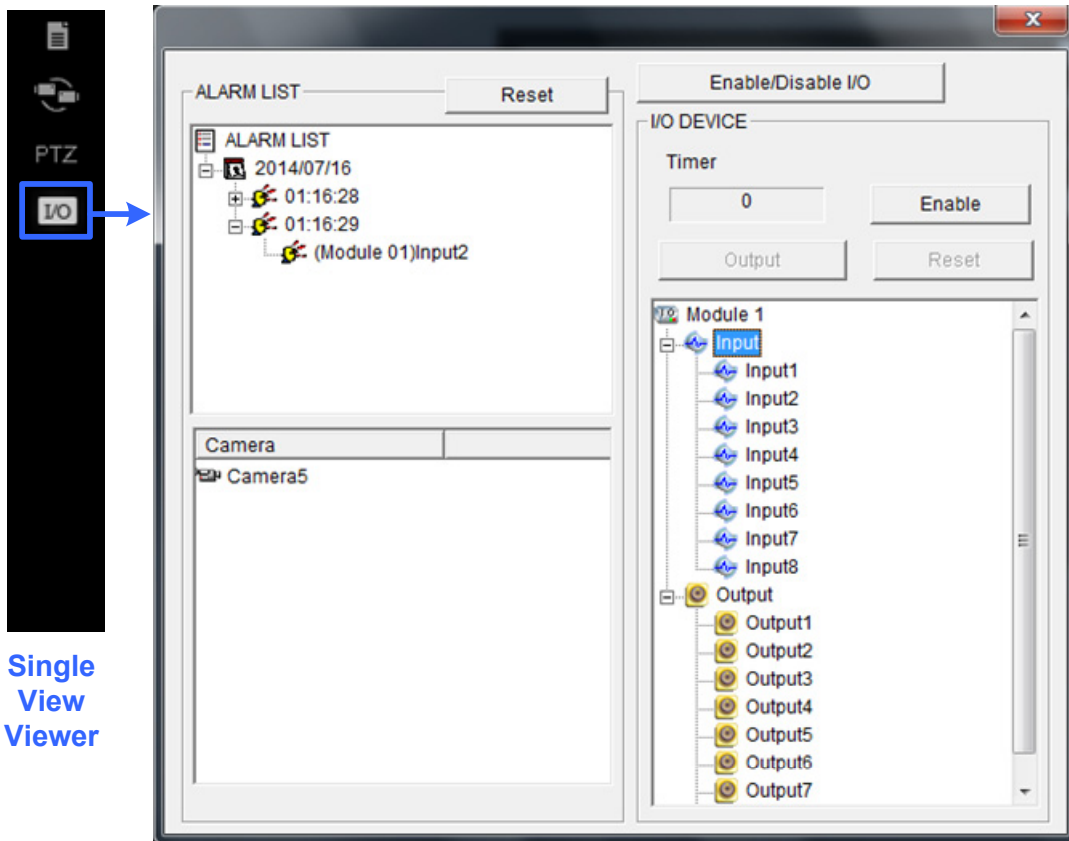 PTZ
I/O
Single
View
Viewer
ALARM LIST
Reset
ALARM LIST
2014/07/16
01:16:28
01:16:29
(Module 01)Input2
Camera
Camera5
Enable/Disable I/O
I/O DEVICE
Timer
0
Enable
Output
Reset
Module 1
Input
Input1
Input2
Input3
Input4
Input5
Input6
Input7
Input8
Output
Output1
Output2
Output3
Output4
Output5
Output6
Output7